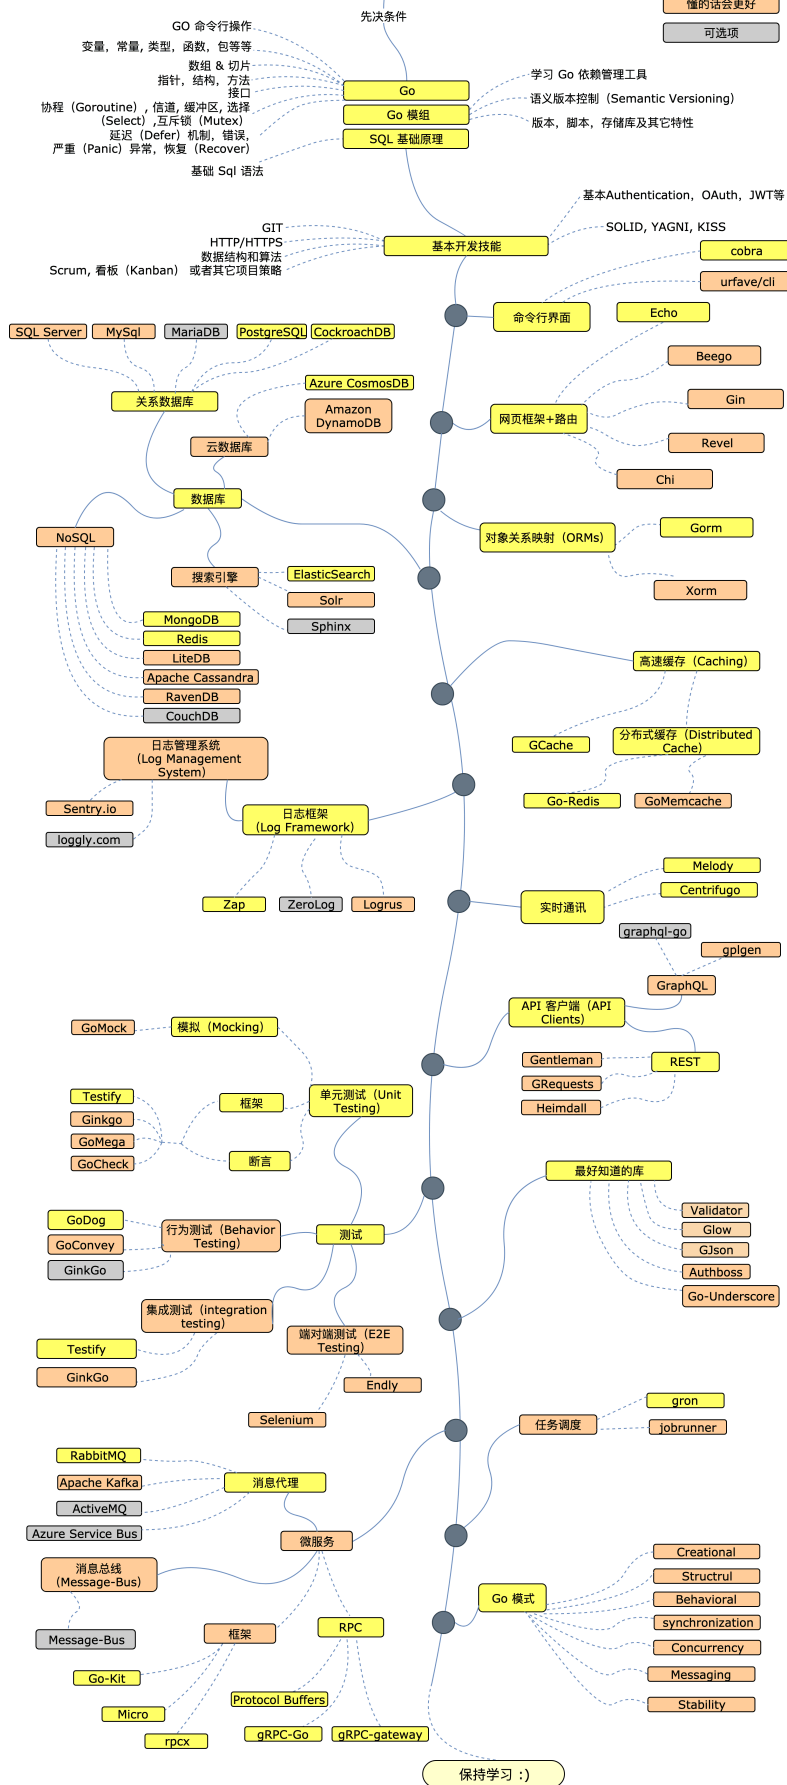 懂的话会更好
先决条件
可选项
GO 命令行操作
变量，常量, 类型，函数，包等等
数组 & 切片
指针，结构，方法
接口
协程（Goroutine）, 信道, 缓冲区, 选择
（Select）,互斥锁（Mutex）
延迟（Defer）机制，错误，
严重（Panic）异常，恢复（Recover）
基础 Sql 语法
Go
Go 模组
SQL 基础原理
学习 Go 依赖管理工具
语义版本控制（Semantic Versioning）
版本，脚本，存储库及其它特性
基本Authentication，OAuth，JWT等
SOLID, YAGNI, KISS
GIT
HTTP/HTTPS
数据结构和算法
Scrum, 看板（Kanban） 或者其它项目策略
基本开发技能
cobra
urfave/cli
命令行界面
Echo
Beego
Gin
Revel
Chi
网页框架+路由
SQL Server
MySql
MariaDB
PostgreSQL
CockroachDB
关系数据库
Azure CosmosDB
Amazon
DynamoDB
云数据库
数据库
NoSQL
搜索引擎
ElasticSearch
Solr
Sphinx
MongoDB
Redis
LiteDB
Apache Cassandra
RavenDB
CouchDB
对象关系映射（ORMs）
Gorm
Xorm
高速缓存（Caching）
GCache
分布式缓存（Distributed
Cache）
Go-Redis
GoMemcache
日志管理系统
(Log Management
System)
Sentry.io
loggly.com
日志框架
(Log Framework)
Zap
ZeroLog
Logrus
实时通讯
Melody
Centrifugo
graphql-go
gplgen
GraphQL
API 客户端（API
Clients）
REST
Gentleman
GRequests
Heimdall
GoMock
模拟（Mocking）
Testify
Ginkgo
GoMega
GoCheck
框架
断言
单元测试（Unit
Testing）
最好知道的库
Validator
Glow
GJson
Authboss
Go-Underscore
GoDog
GoConvey
GinkGo
行为测试（Behavior
Testing）
测试
集成测试（integration
testing）
Testify
GinkGo
端对端测试（E2E
Testing）
Endly
Selenium
任务调度
gron
jobrunner
RabbitMQ
Apache Kafka
ActiveMQ
Azure Service Bus
消息代理
微服务
消息总线
(Message-Bus)
Message-Bus
框架
Go-Kit
Micro
rpcx
RPC
Protocol Buffers
gRPC-Go
gRPC-gateway
Go 模式
Creational
Structrul
Behavioral
synchronization
Concurrency
Messaging
Stability
保持学习 :)